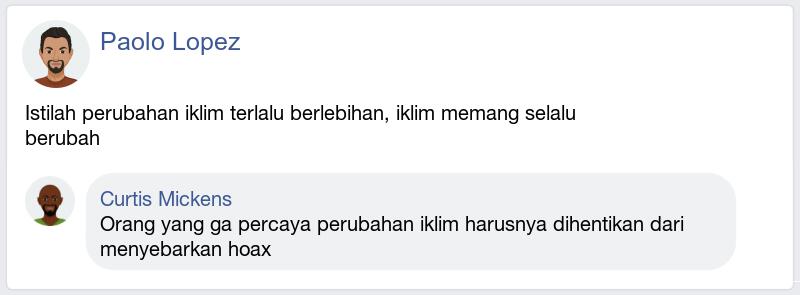 Paolo Lopez
Istilah perubahan iklim terlalu berlebihan, iklim memang selalu
berubah
Curtis Mickens
Orang yang ga percaya perubahan iklim harusnya dihentikan dari
menyebarkan hoax